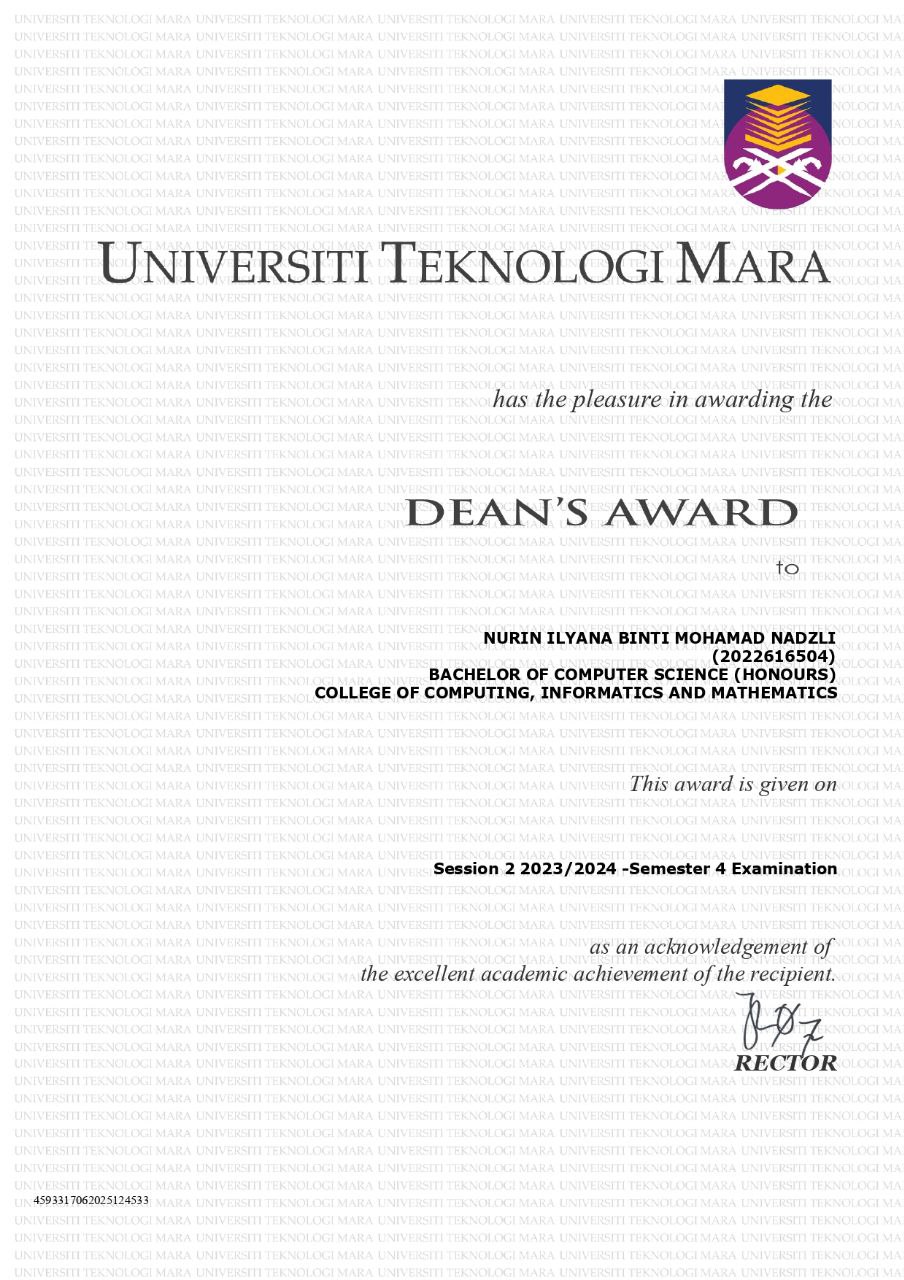 UNIVERSITI TEKNOLOGI MARA
has the pleasure in awarding the
DEAN'S AWARD
to
NURIN ILYANA BINTI MOHAMAD NADZLI
(2022616504)
BACHELOR OF COMPUTER SCIENCE (HONOURS)
COLLEGE OF COMPUTING, INFORMATICS AND MATHEMATICS
This award is given on
Session 2 2023/2024 -Semester 4 Examination
as an acknowledgement of
the excellent academic achievement of the recipient.
RECTOR
4593317062025124533